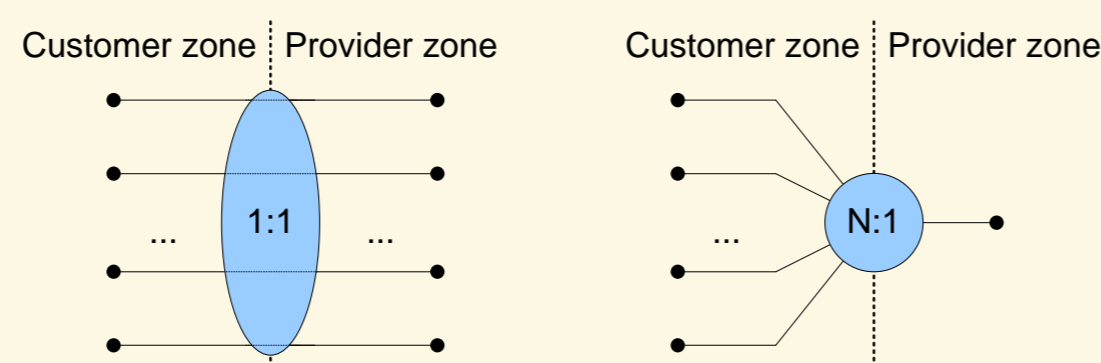 Customer zone Provider zone
1:1
... ...
Customer zone Provider zone
N:1
...